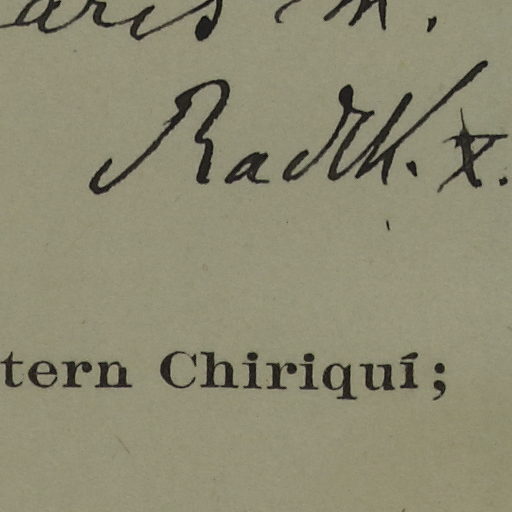 Radlk. x.
tern Chiriquí;